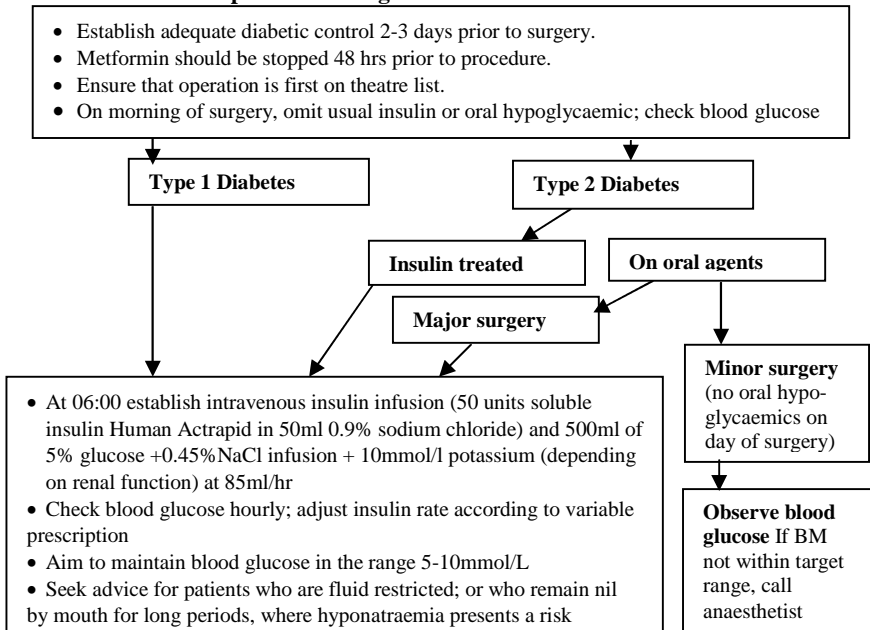 • Establish adequate diabetic control 2-3 days prior to surgery.
• Metformin should be stopped 48 hrs prior to procedure.
• Ensure that operation is first on theatre list.
• On morning of surgery, omit usual insulin or oral hypoglycaemic; check blood glucose
Type 1 Diabetes
Type 2 Diabetes
Insulin treated
On oral agents
Major surgery
Minor surgery
(no oral hypo-
glycaemics on
day of surgery)
• At 06:00 establish intravenous insulin infusion (50 units soluble
insulin Human Actrapid in 50ml 0.9% sodium chloride) and 500ml of
5% glucose +0.45%NaCl infusion + 10mmol/l potassium (depending
on renal function) at 85ml/hr
• Check blood glucose hourly; adjust insulin rate according to variable
prescription
• Aim to maintain blood glucose in the range 5-10mmol/L
• Seek advice for patients who are fluid restricted; or who remain nil
by mouth for long periods, where hyponatraemia presents a risk
Observe blood
glucose If BM
not within target
range, call
anaesthetist